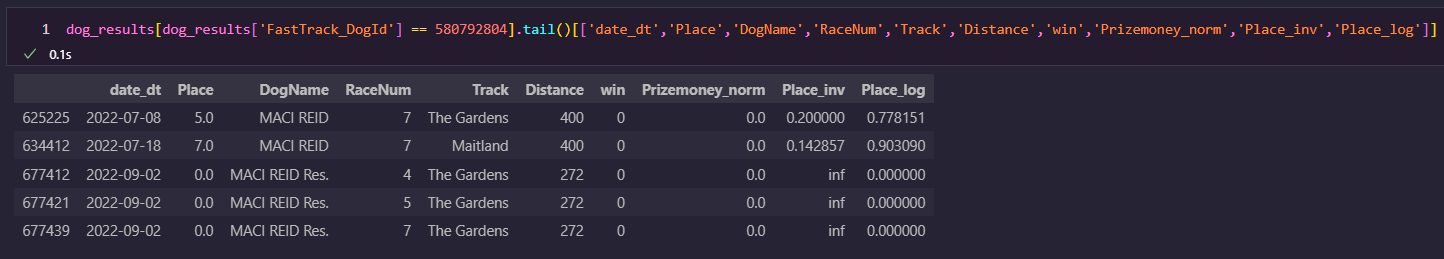 1 dog_results[dog_results['FastTrack_DogId'] == 580792804].tail()[['date_dt','Place','DogName','RaceNum','Track','Distance','win','Prizemoney_norm','Place_inv','Place_log']]
✓ 0.1s
date_dt Place DogName RaceNum Track Distance win Prizemoney_norm Place_inv Place_log
625225 2022-07-08 5.0 MACI REID 7 The Gardens 400 0 0.0 0.200000 0.778151
634412 2022-07-18 7.0 MACI REID 7 Maitland 400 0 0.0 0.142857 0.903090
677412 2022-09-02 0.0 MACI REID Res. 4 The Gardens 272 0 0.0 inf 0.000000
677421 2022-09-02 0.0 MACI REID Res. 5 The Gardens 272 0 0.0 inf 0.000000
677439 2022-09-02 0.0 MACI REID Res. 7 The Gardens 272 0 0.0 inf 0.000000